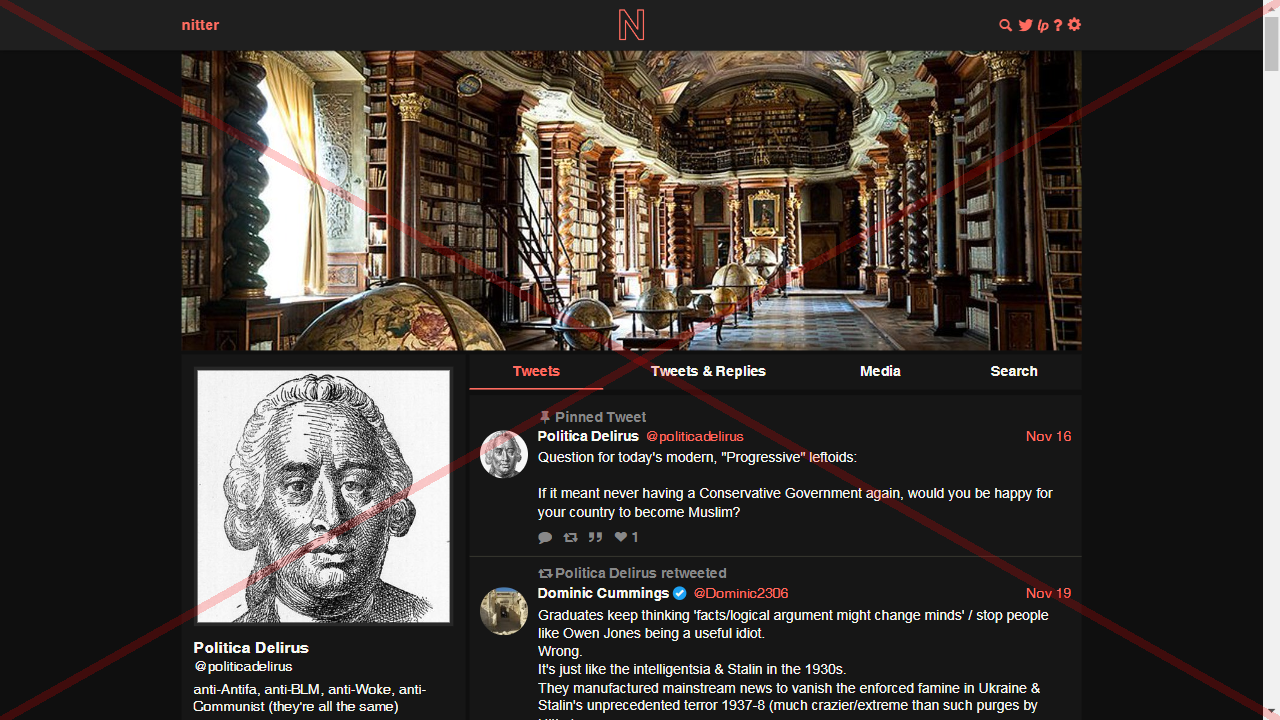 nitter
N
lp ?
Tweets
Tweets & Replies
Media
Search
Pinned Tweet
Politica Delirus @politicadelirus Nov 16
Question for today's modern, "Progressive" leftoids:
If it meant never having a Conservative Government again, would you be happy for
your country to become Muslim?
1
Politica Delirus retweeted
Dominic Cummings @Dominic2306 Nov 19
Graduates keep thinking 'facts/logical argument might change minds' / stop people
like Owen Jones being a useful idiot.
Wrong.
It's just like the intelligentsia & Stalin in the 1930s.
They manufactured mainstream news to vanish the enforced famine in Ukraine &
Stalin's unprecedented terror 1937-8 (much crazier/extreme than such purges by
Politica Delirus
@politicadelirus
anti-Antifa, anti-BLM, anti-Woke, anti-
Communist (they're all the same)